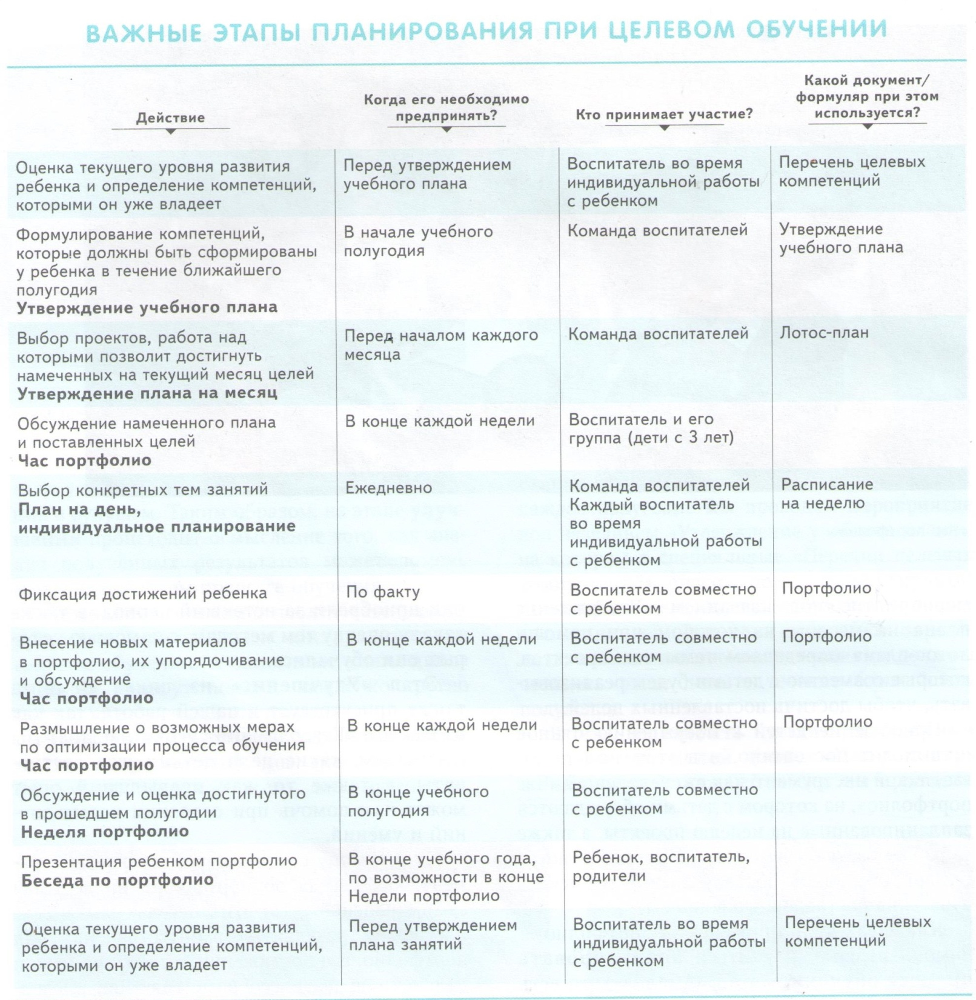 ВАЖНЫЕ ЭТАПЫ ПЛАНИРОВАНИЯ ПРИ ЦЕЛЕВОМ ОБУЧЕНИИ
Действие
Когда его необходимо
предпринять?
Кто принимает участие?
Какой документ/
формуляр при этом
используется?
Оценка текущего уровня развития
ребенка и определение компетенций,
которыми он уже владеет
Перед утверждением
учебного плана
Воспитатель во время
индивидуальной работы
с ребенком
Перечень целевых
компетенций
Формулирование компетенций,
которые должны быть сформированы
у ребенка в течение ближайшего
полугодия
Утверждение учебного плана
В начале учебного
полугодия
Команда воспитателей
Утверждение
учебного плана
Выбор проектов, работа над
которыми позволит достигнуть
намеченных на текущий месяц целей
Утверждение плана на месяц
Перед началом каждого
месяца
Команда воспитателей
Лотос-план
Обсуждение намеченного плана
и поставленных целей
Час портфолио
В конце каждой недели
Воспитатель и его
группа (дети с 3 лет)
Выбор конкретных тем занятий
План на день,
индивидуальное планирование
Ежедневно
Команда воспитателей
Каждый воспитатель
во время
индивидуальной работы
с ребенком
Расписание
на неделю
Фиксация достижений ребенка
По факту
Воспитатель совместно
с ребенком
Портфолио
Внесение новых материалов
в портфолио, их упорядочивание
и обсуждение
Час портфолио
В конце каждой недели
Воспитатель совместно
с ребенком
Портфолио
Размышление о возможных мерах
по оптимизации процесса обучения
Час портфолио
В конце каждой недели
Воспитатель совместно
с ребенком
Портфолио
Обсуждение и оценка достигнутого
в прошедшем полугодии
Неделя портфолио
В конце учебного
полугодия
Воспитатель совместно
с ребенком
Презентация ребенком портфолио
Беседа по портфолио
В конце учебного года,
по возможности в конце
Недели портфолио
Ребенок, воспитатель,
родители
Оценка текущего уровня развития
ребенка и определение компетенций,
которыми он уже владеет
Перед утверждением
плана занятий
Воспитатель во время
индивидуальной работы
с ребенком
Перечень целевых
компетенций